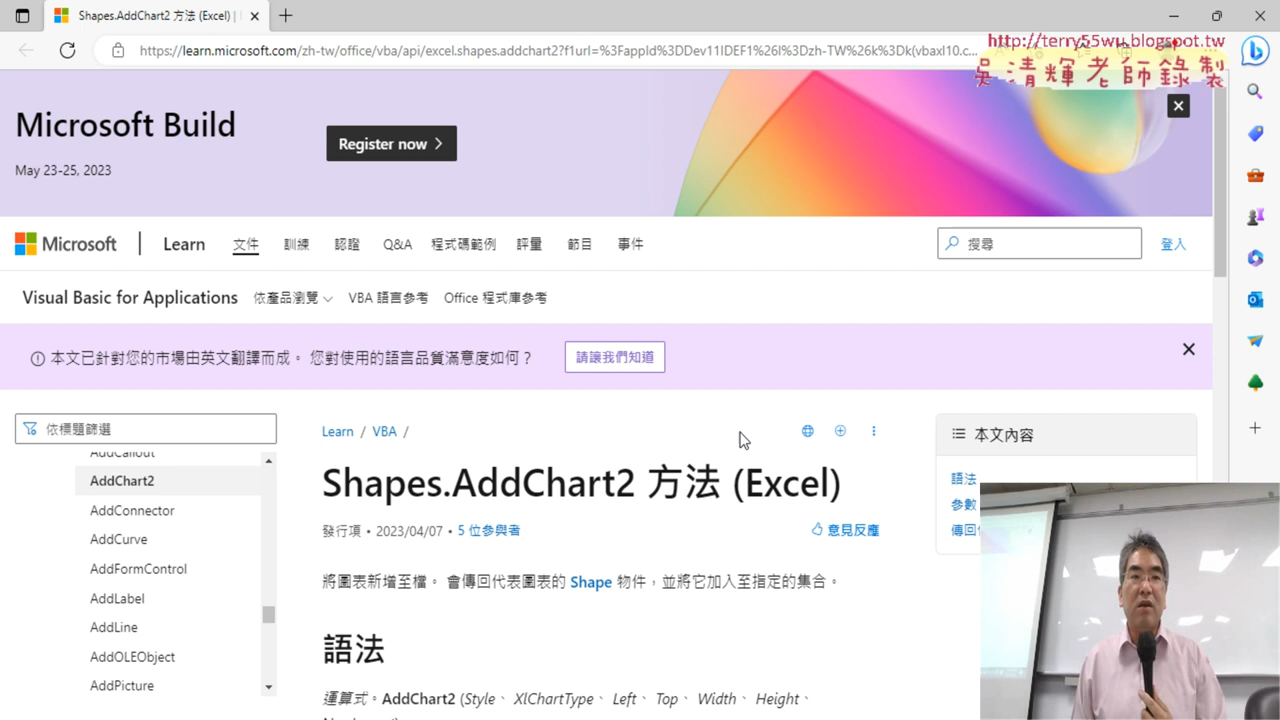 Shapes.AddChart2 方法 (Excel) |
https://learn.microsoft.com/zh-tw/office/vba/api/excel.shapes.addchart2?f1url=%3FappId%3DDev11IDEF1%26l%3Dzh-TW%26k%3Dk(vbaxl10.c...
http://terry55wu.blogspot.tw
吳清輝老師錄製
Microsoft Build
May 23-25, 2023
Register now
Microsoft
Learn
文件
訓練
認證
Q&A
程式碼範例
評量
節目
事件
搜尋
登入
Visual Basic for Applications
依產品瀏覽
VBA 語言參考
Office 程式庫參考
本文已針對您的市場由英文翻譯而成。 您對使用的語言品質滿意度如何？
請讓我們知道
依標題篩選
AddCallout
AddChart2
AddConnector
AddCurve
AddFormControl
AddLabel
AddLine
AddOLEObject
AddPicture
Learn / VBA /
Shapes.AddChart2 方法 (Excel)
發行項 • 2023/04/07 • 5 位參與者
意見反應
將圖表新增至檔。 會傳回代表圖表的 Shape 物件，並將它加入至指定的集合。
語法
運算式。AddChart2 (Style、 XlChartType、 Left、 Top、 Width、 Height、
本文內容
語法
參數